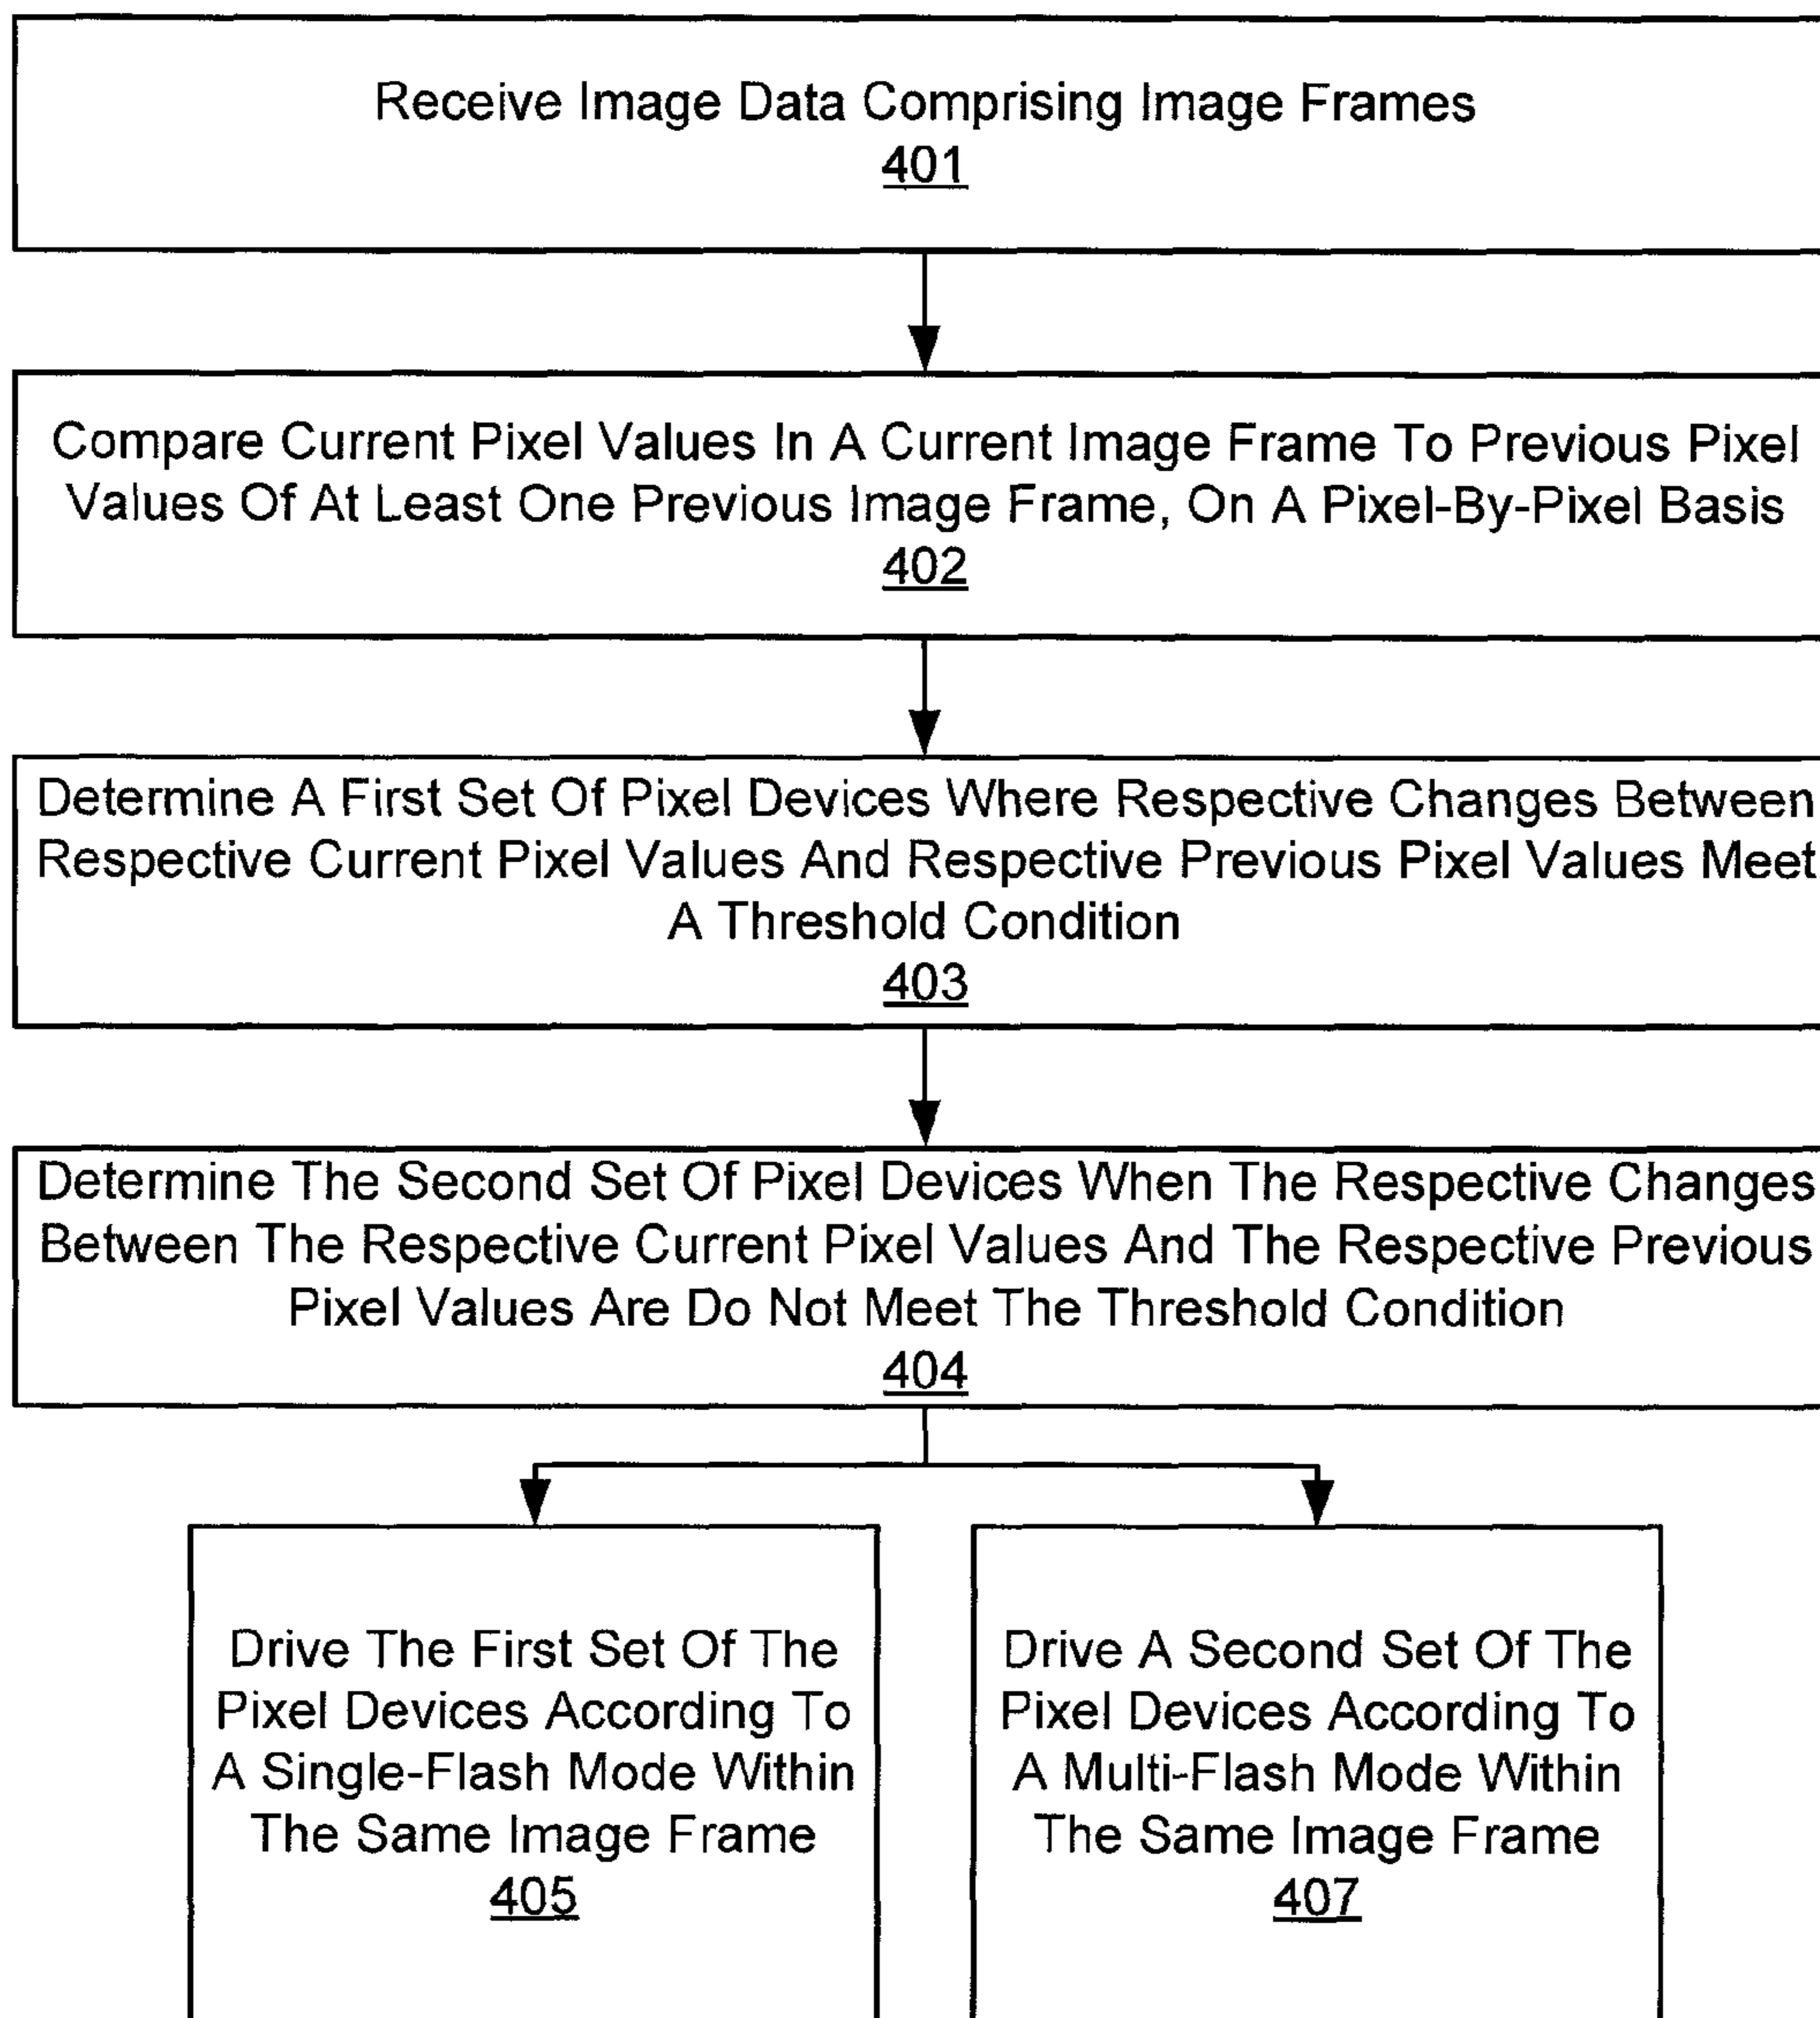 Receive Image Data Comprising Image Frames
401
Compare Current Pixel Values In A Current Image Frame To Previous Pixel
Values Of At Least One Previous Image Frame, On A Pixel-By-Pixel Basis
402
Determine A First Set Of Pixel Devices Where Respective Changes Between
Respective Current Pixel Values And Respective Previous Pixel Values Meet
A Threshold Condition
403
Determine The Second Set Of Pixel Devices When The Respective Changes
Between The Respective Current Pixel Values And The Respective Previous
Pixel Values Are Do Not Meet The Threshold Condition
404
Drive The First Set Of The
Pixel Devices According To
A Single-Flash Mode Within
The Same Image Frame
405
Drive A Second Set Of The
Pixel Devices According To
A Multi-Flash Mode Within
The Same Image Frame
407